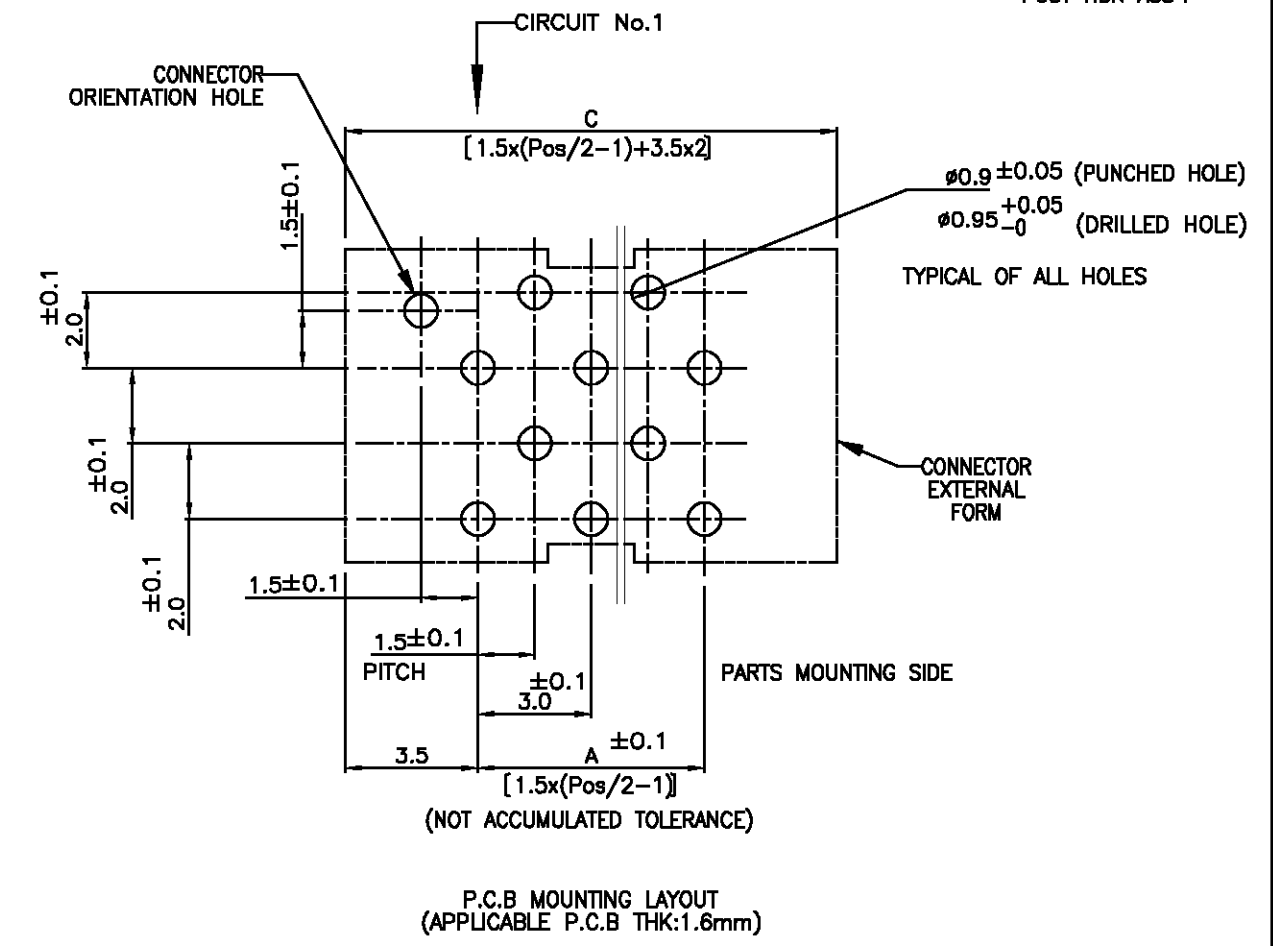 CIRCUIT No.1
CONNECTOR
ORIENTATION HOLE
C
[1.5x(Pos/2-1)+3.5x2]
1.5±0.1
ø0.9 ±0.05 (PUNCHED HOLE)
ø0.95 +0.05 -0 (DRILLED HOLE)
TYPICAL OF ALL HOLES
±0.1
2.0
±0.1
2.0
±0.1
2.0
CONNECTOR
EXTERNAL
FORM
1.5±0.1
1.5±0.1
PITCH
±0.1
3.0
PARTS MOUNTING SIDE
3.5
A ±0.1
[1.5x(Pos/2-1)]
(NOT ACCUMULATED TOLERANCE)
P.C.B MOUNTING LAYOUT
(APPLICABLE P.C.B THK:1.6mm)